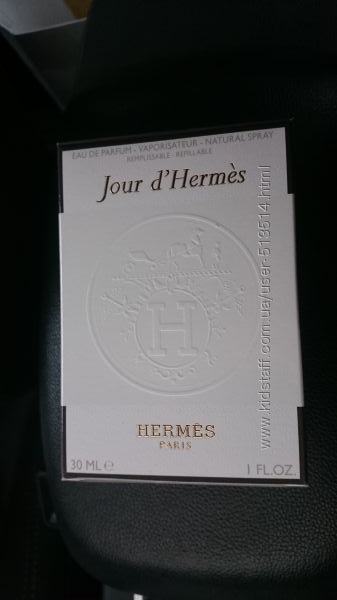 EAU DE PARFUM - VAPORISATEUR - NATURAL SPRAY
REMPLISSABLE - REFILLABLE
Jour d'Hermès
H
HERMÈS
PARIS
30 ML ℮
1 FL.OZ.
www.kidstaff.com.ua/user-513514.html